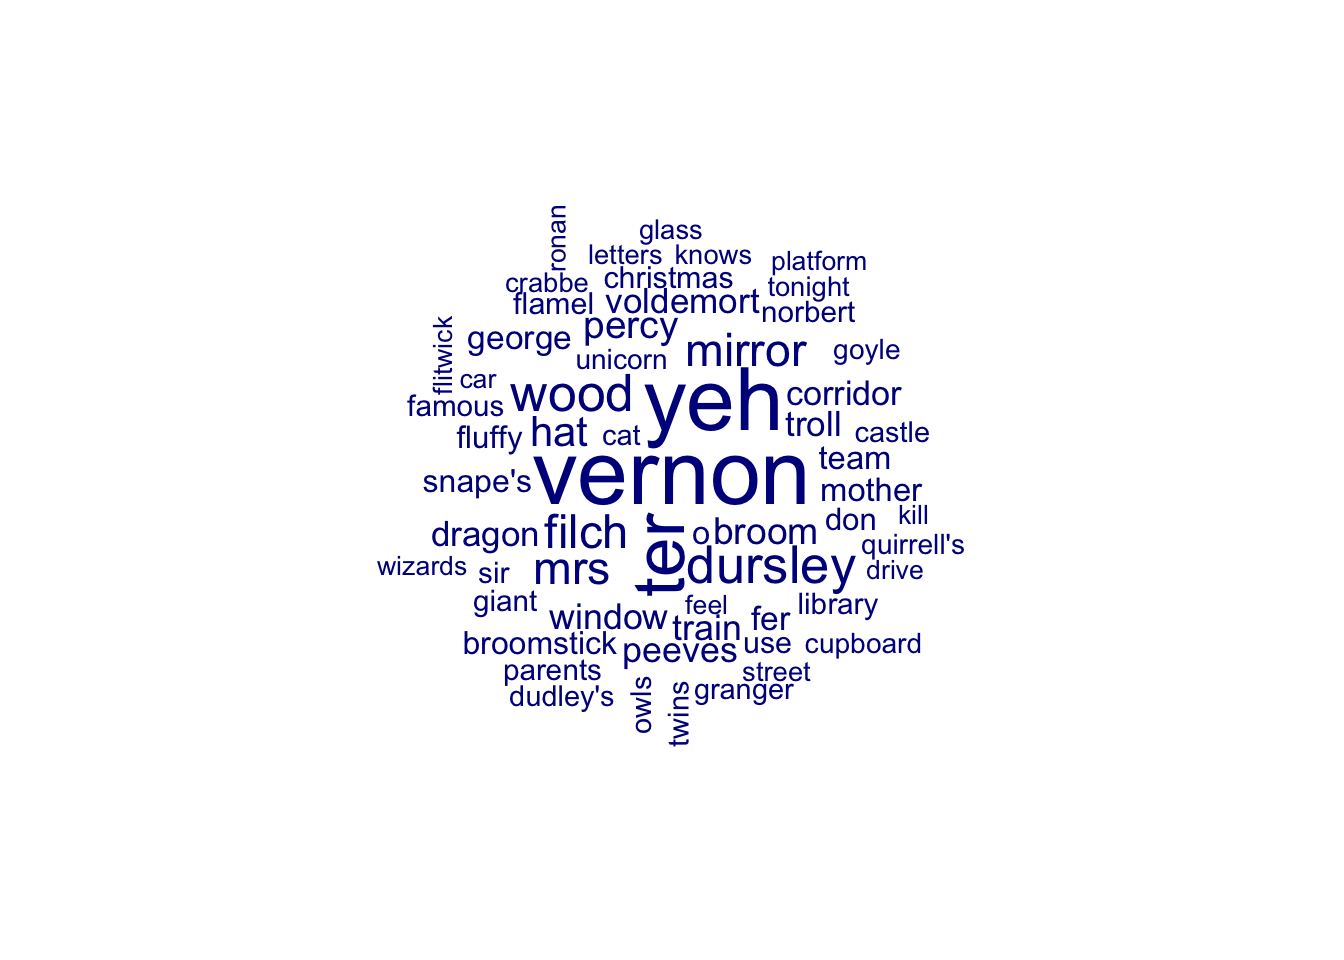 ronan
glass
letters knows
platform
crabbe christmas tonight
flamel voldemort norbert
flitwick
george percy
unicorn mirror goyle
car
famous wood yeh corridor
fluffy hat cat troll castle
snape's vernon team
mother
dragon filch ter o broom don kill
quirrell's
wizards sir mrs dursley drive
giant window feel library
train fer
broomstick peeves use cupboard
parents street
dudley's owls twins granger